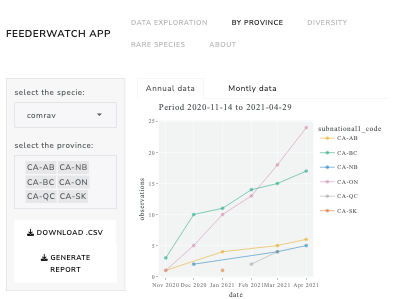 FEEDERWATCH APP
DATA EXPLORATION
BY PROVINCE
DIVERSITY
RARE SPECIES
ABOUT
select the specie:
comrav
select the province:
CA-AB CA-NB
CA-BC CA-ON
CA-QC CA-SK
DOWNLOAD .CSV
GENERATE
REPORT
Annual data
Montly data
Period 2020-11-14 to 2021-04-29
25
20
15
10
5
0
observations
Nov 2020 Dec 2020 Jan 2021 Feb 2021 Mar 2021 Apr 2021
date
subnational1_code
CA-AB
CA-BC
CA-NB
CA-ON
CA-QC
CA-SK